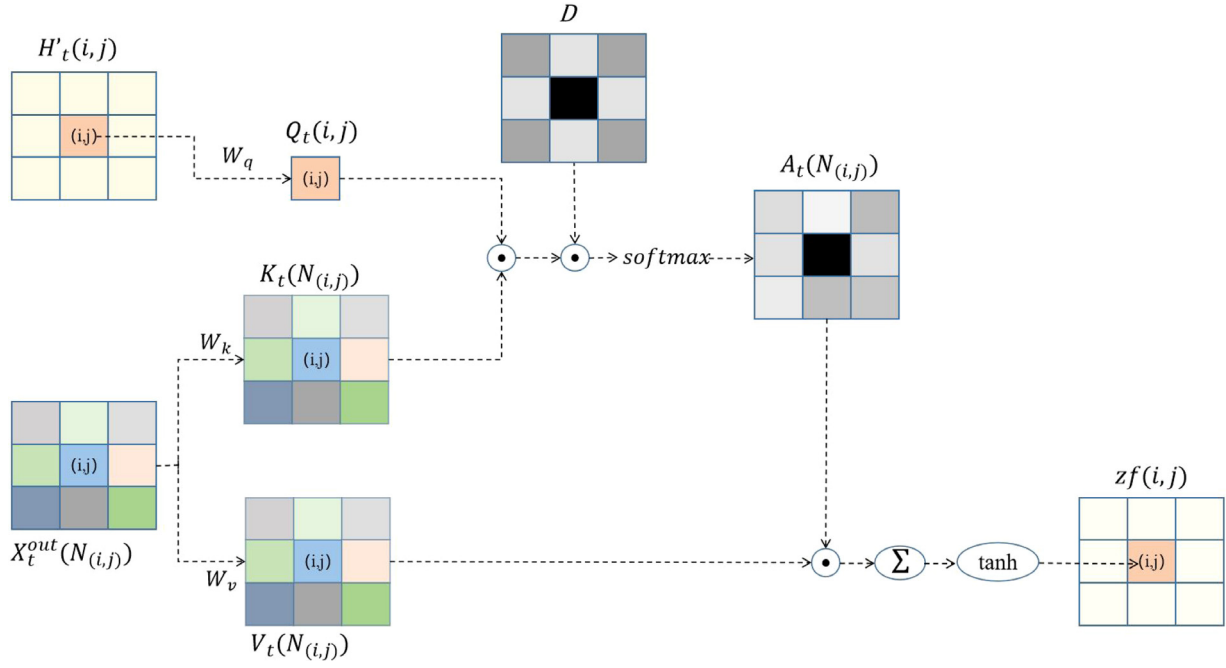 D
H'_t(i,j)
(i,j)
W_q
Q_t(i,j)
(i,j)
A_t(N_{(i,j)})
softmax
K_t(N_{(i,j)})
W_k
(i,j)
(i,j)
X_t^{out}(N_{(i,j)})
W_v
(i,j)
V_t(N_{(i,j)})
Σ
tanh
zf(i,j)
(i,j)